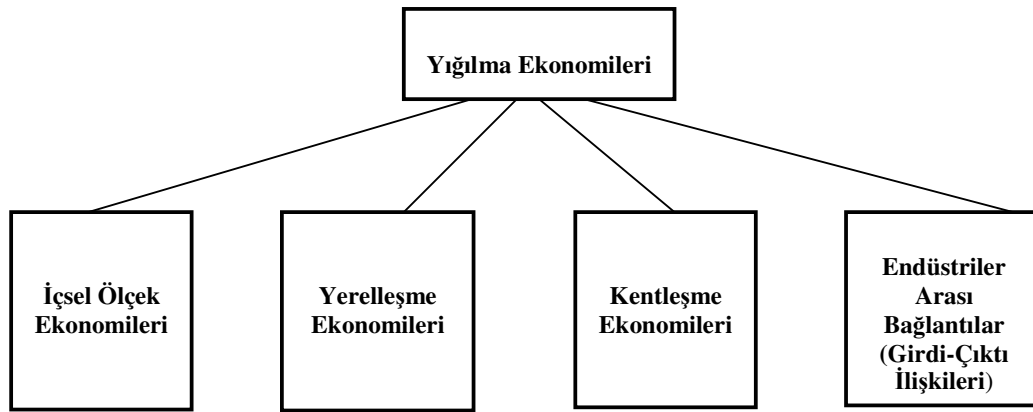 Yığılma Ekonomileri
İçsel Ölçek
Ekonomileri
Yerelleşme
Ekonomileri
Kentleşme
Ekonomileri
Endüstriler
Arası
Bağlantılar
(Girdi-Çıktı
İlişkileri)